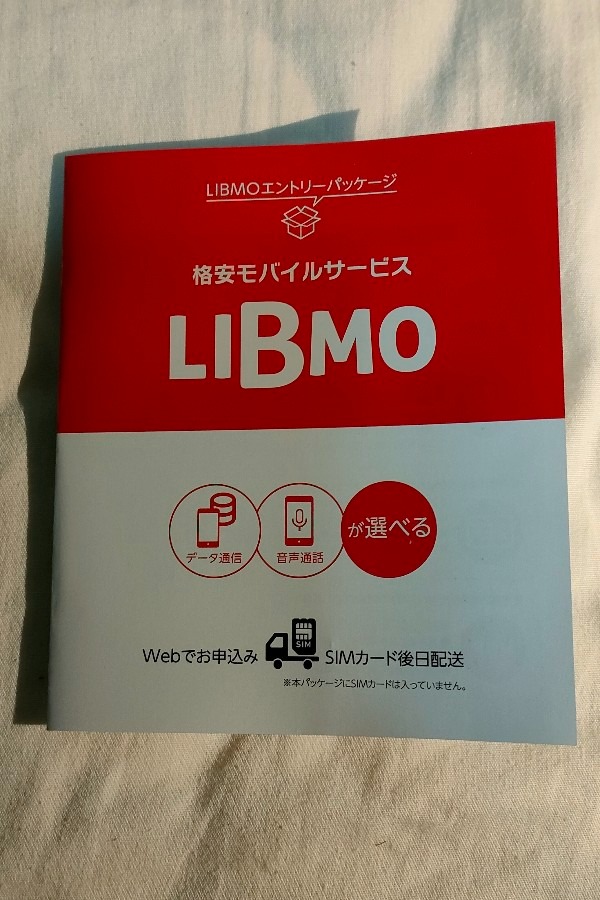 LIBMOエントリーパッケージ
格安モバイルサービス
LIBMO
データ通信
音声通話
が選べる
SIM
Webでお申込み
SIMカード後日配送
※本パッケージにSIMカードは入っていません。